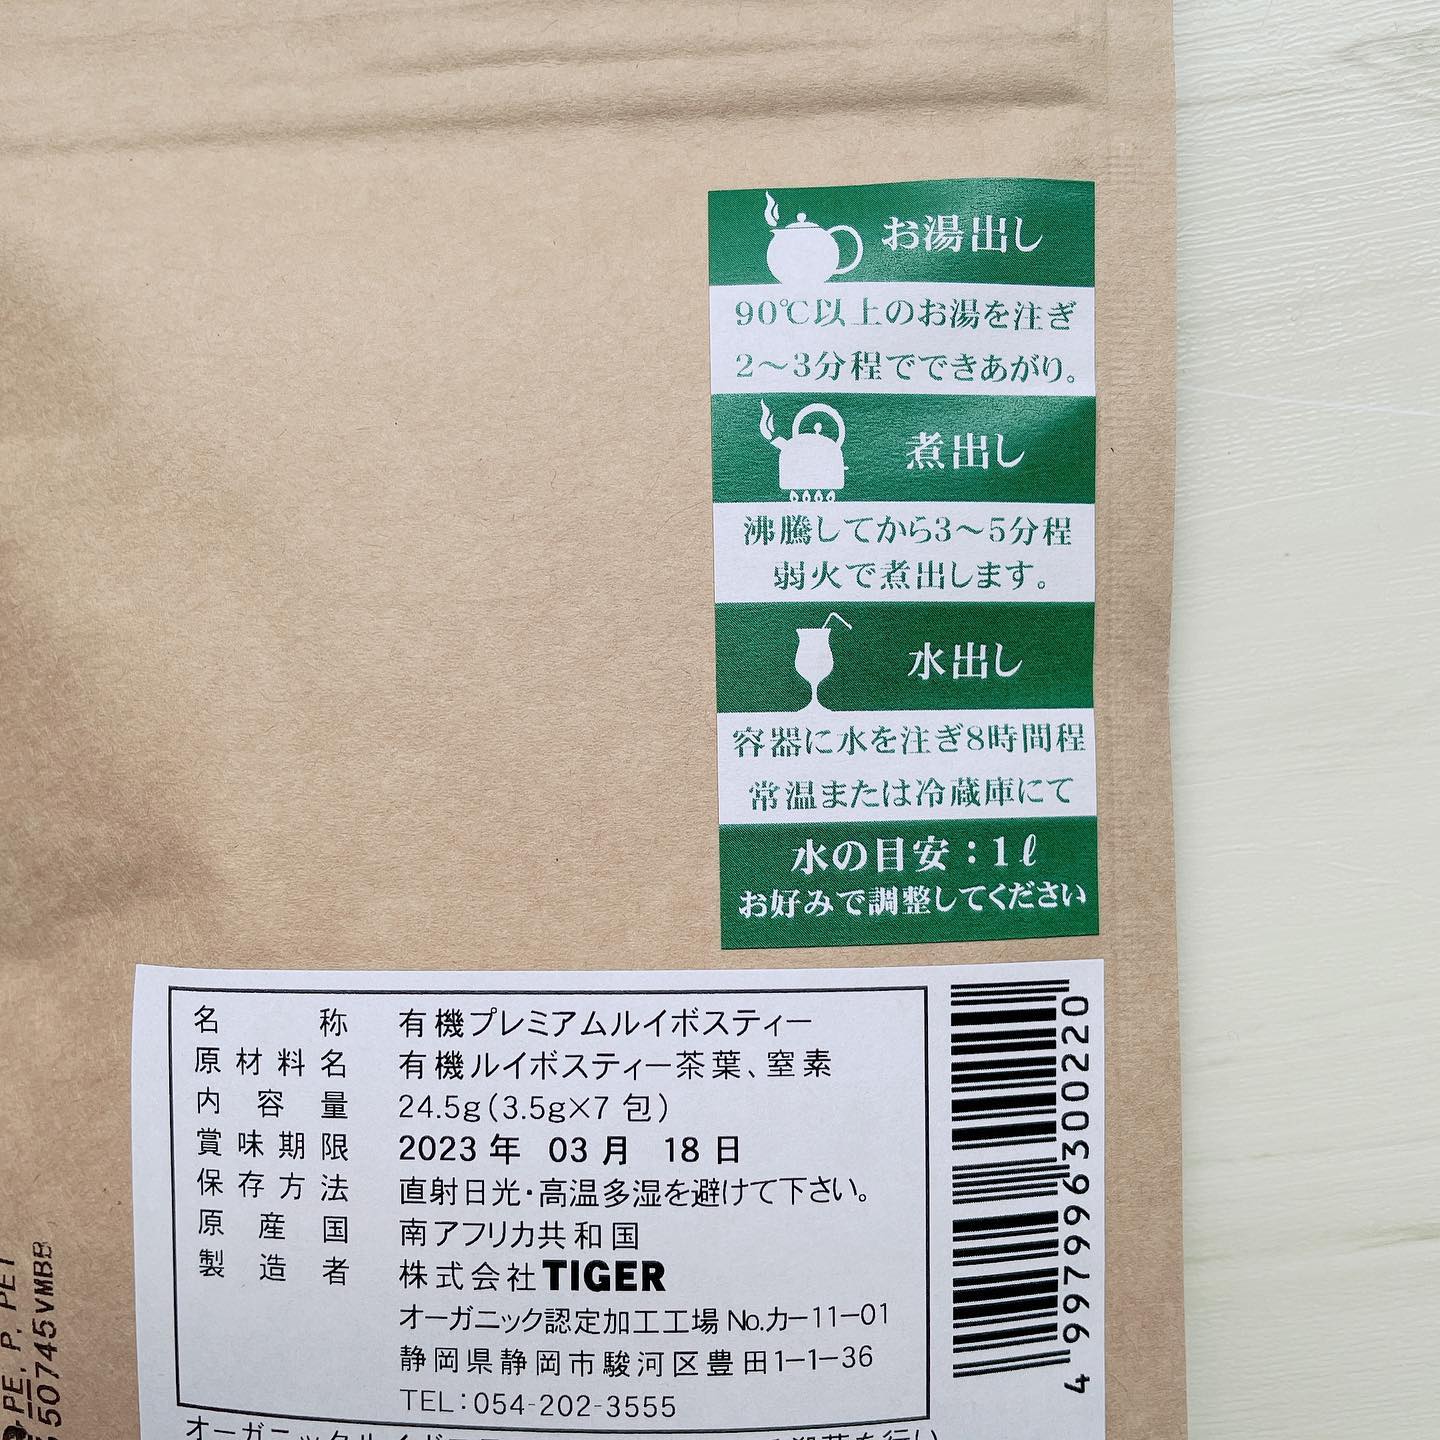 お湯出し
90℃以上のお湯を注ぎ
2〜3分程でできあがり。
煮出し
沸騰してから3〜5分程
弱火で煮出します。
水出し
容器に水を注ぎ8時間程
常温または冷蔵庫にて
水の目安：1ℓ
お好みで調整してください
名称 有機プレミアムルイボスティー
原材料名 有機ルイボスティー茶葉、窒素
内容量 24.5g(3.5g×7 包)
賞味期限 2023 年 03 月 18 日
保存方法 直射日光・高温多湿を避けて下さい。
原産国 南アフリカ共和国
製造者 株式会社TIGER
オーガニック認定加工工場 No.カー11ー01
静岡県静岡市駿河区豊田1ー1ー36
TEL:054-202-3555
4997996300220
PE, P. PET
50745VMBB